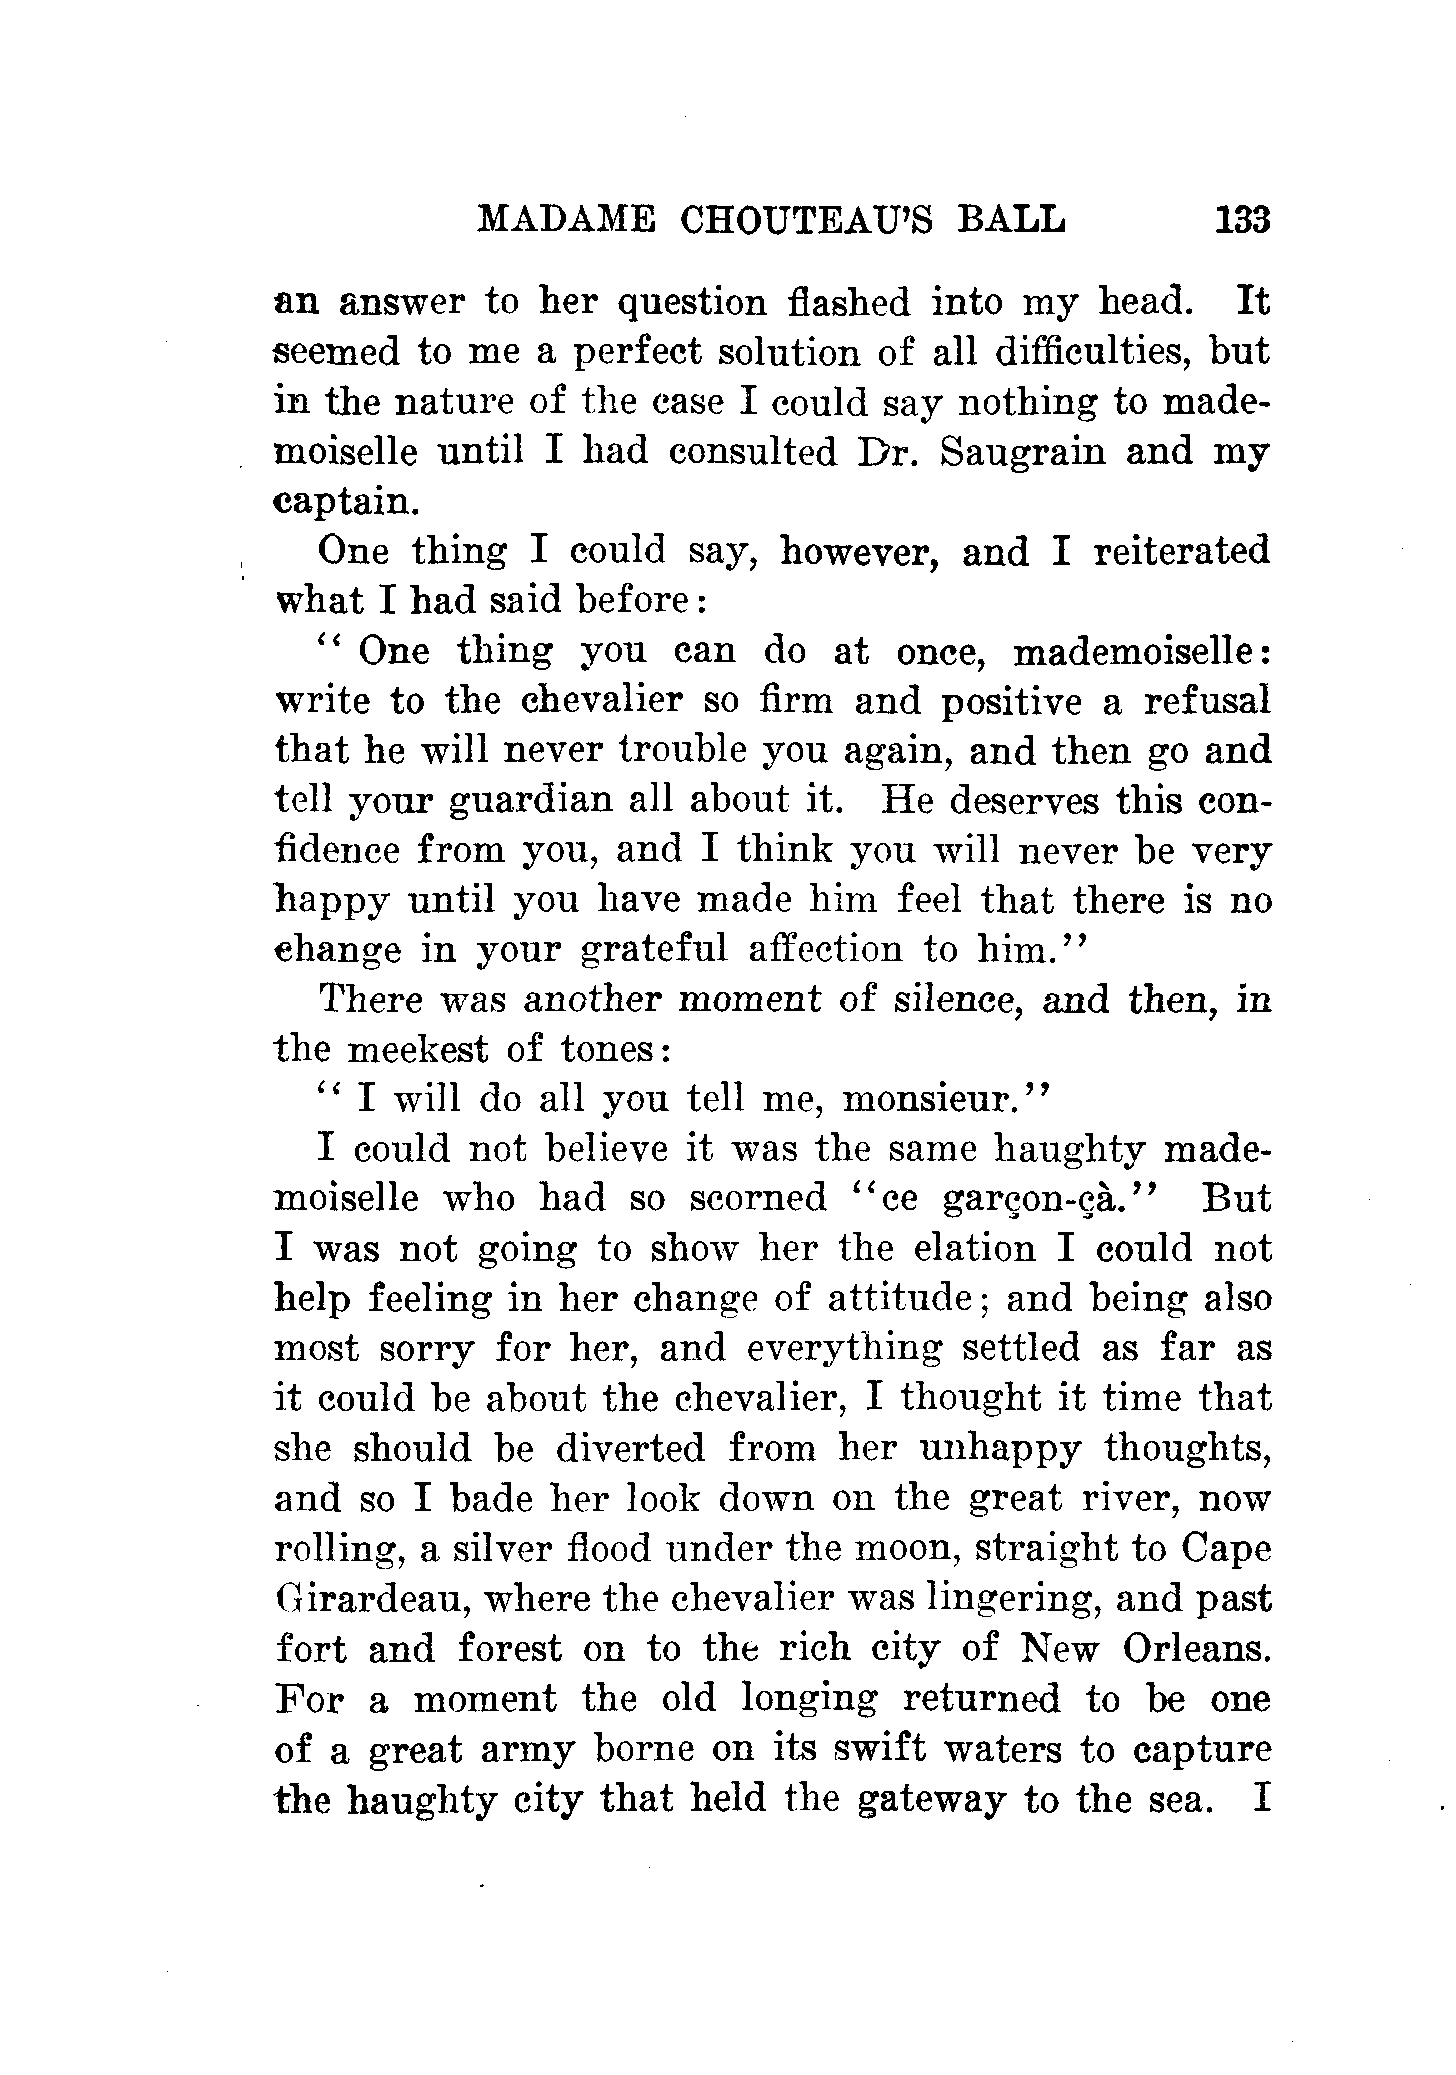 MADAME CHOUTEAU'S BALL 133
an answer to her question flashed into my head. It
seemed to me a perfect solution of all difficulties, but
in the nature of the case I could say nothing to made-
moiselle until I had consulted Dr. Saugrain and my
captain.
One thing I could say, however, and I reiterated
what I had said before:
“ One thing you can do at once, mademoiselle:
write to the chevalier so firm and positive a refusal
that he will never trouble you again, and then go and
tell your guardian all about it. He deserves this con-
fidence from you, and I think you will never be very
happy until you have made him feel that there is no
change in your grateful affection to him.”
There was another moment of silence, and then, in
the meekest of tones:
“ I will do all you tell me, monsieur.”
I could not believe it was the same haughty made-
moiselle who had so scorned “ce garçon-çà.” But
I was not going to show her the elation I could not
help feeling in her change of attitude; and being also
most sorry for her, and everything settled as far as
it could be about the chevalier, I thought it time that
she should be diverted from her unhappy thoughts,
and so I bade her look down on the great river, now
rolling, a silver flood under the moon, straight to Cape
Girardeau, where the chevalier was lingering, and past
fort and forest on to the rich city of New Orleans.
For a moment the old longing returned to be one
of a great army borne on its swift waters to capture
the haughty city that held the gateway to the sea. I